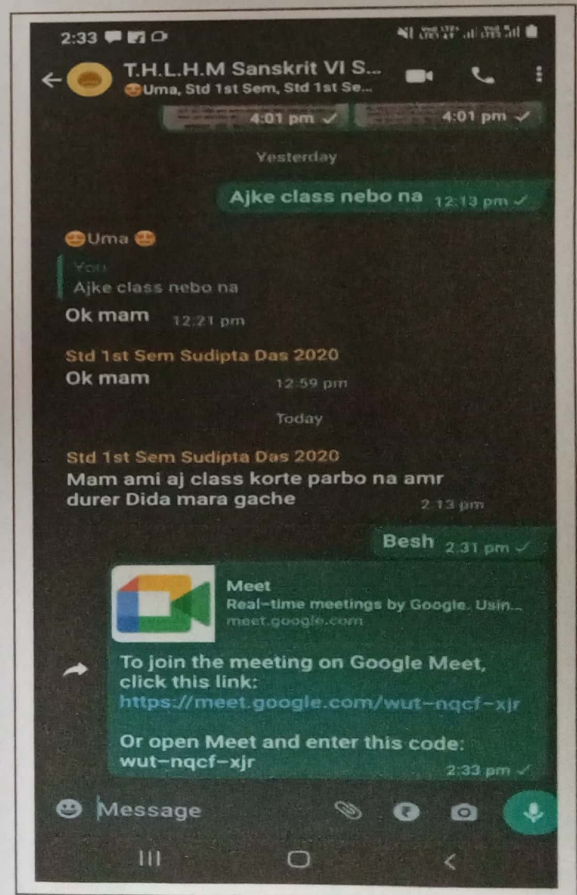 2:33
T.H.L.H.M Sanskrit VI S...
Uma, Std 1st Sem, Std 1st Se...
4:01 pm
4:01 pm
Yesterday
Ajke class nebo na 12:13 pm
Uma
You
Ajke class nebo na
Ok mam 12:21 pm
Std 1st Sem Sudipta Das 2020
Ok mam 12:59 pm
Today
Std 1st Sem Sudipta Das 2020
Mam ami aj class korte parbo na amr
durer Dida mara gache 2:13 pm
Besh 2:31 pm
Meet
Real-time meetings by Google. Usin...
meet.google.com
To join the meeting on Google Meet,
click this link:
https://meet.google.com/wut-nqcf-xjr
Or open Meet and enter this code:
wut-nqcf-xjr
2:33 pm
Message